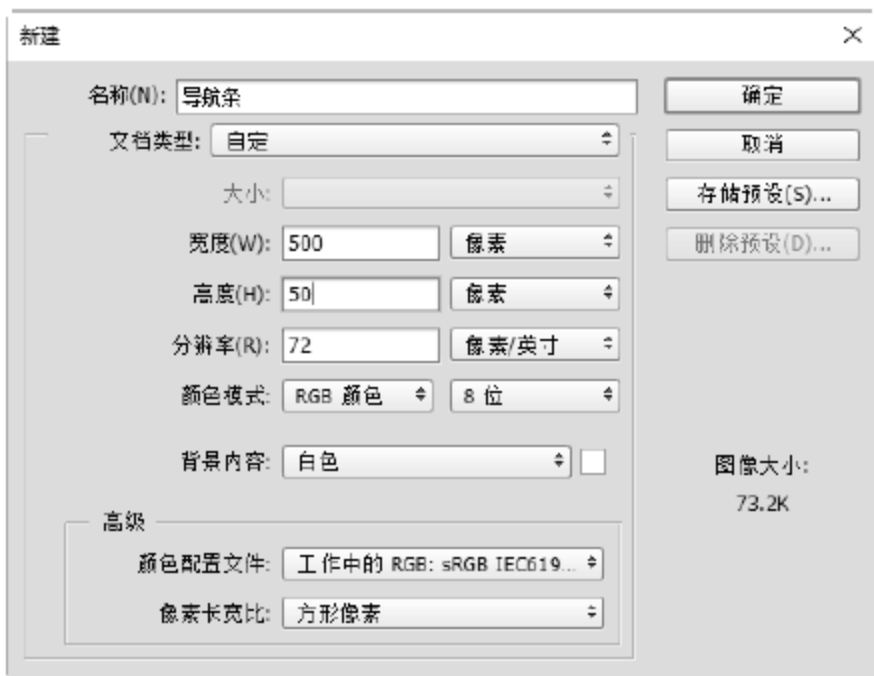 新建
名称(N): 导航条 确定
文档类型: 自定 取消
大小: 存储预设(S)...
宽度(W): 500 像素 删除预设(D)...
高度(H): 50 像素
分辨率(R): 72 像素/英寸
颜色模式: RGB 颜色 8 位
背景内容: 白色 图像大小:
73.2K
高级
颜色配置文件: 工作中的 RGB: sRGB IEC619...
像素长宽比: 方形像素